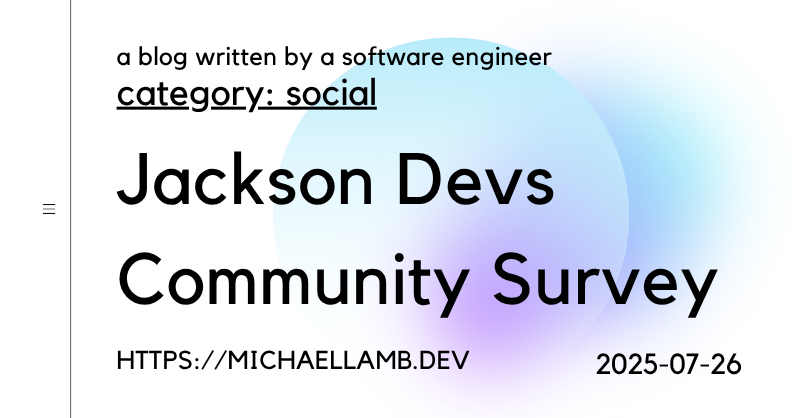 a blog written by a software engineer
category: social
Jackson Devs
Community Survey
HTTPS://MICHAELLAMB.DEV
2025-07-26